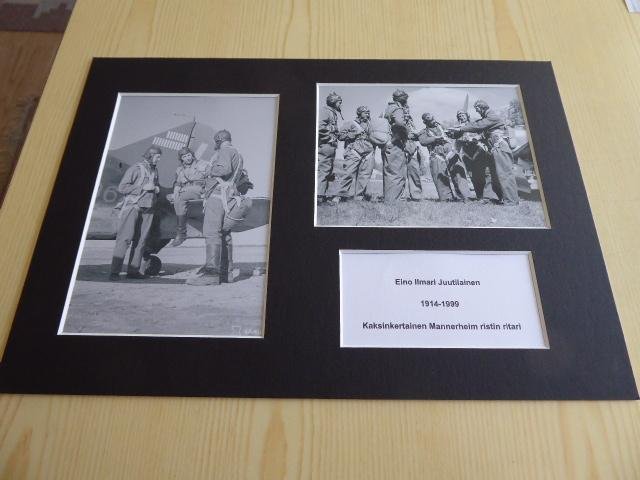 Eino Ilmari Juutilainen
1914-1999
Kaksinkertainen Mannerheim ristin ritari